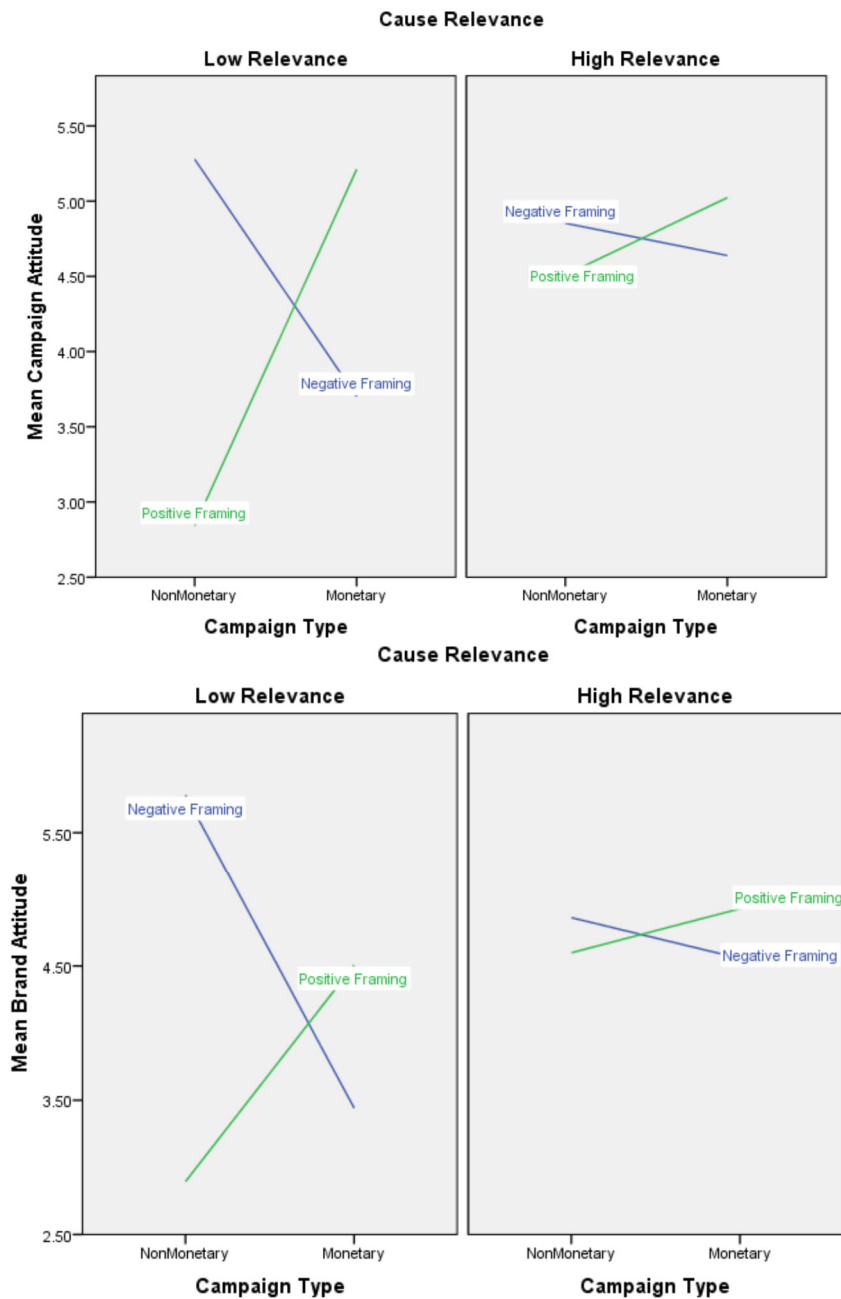 Cause Relevance
Low Relevance
High Relevance
Mean Campaign Attitude
5.50
5.00
4.50
4.00
3.50
3.00
2.50
Negative Framing
Positive Framing
Negative Framing
Positive Framing
NonMonetary
Monetary
NonMonetary
Monetary
Campaign Type
Campaign Type
Cause Relevance
Low Relevance
High Relevance
Mean Brand Attitude
5.50
4.50
3.50
2.50
Negative Framing
Positive Framing
Positive Framing
Negative Framing
NonMonetary
Monetary
NonMonetary
Monetary
Campaign Type
Campaign Type